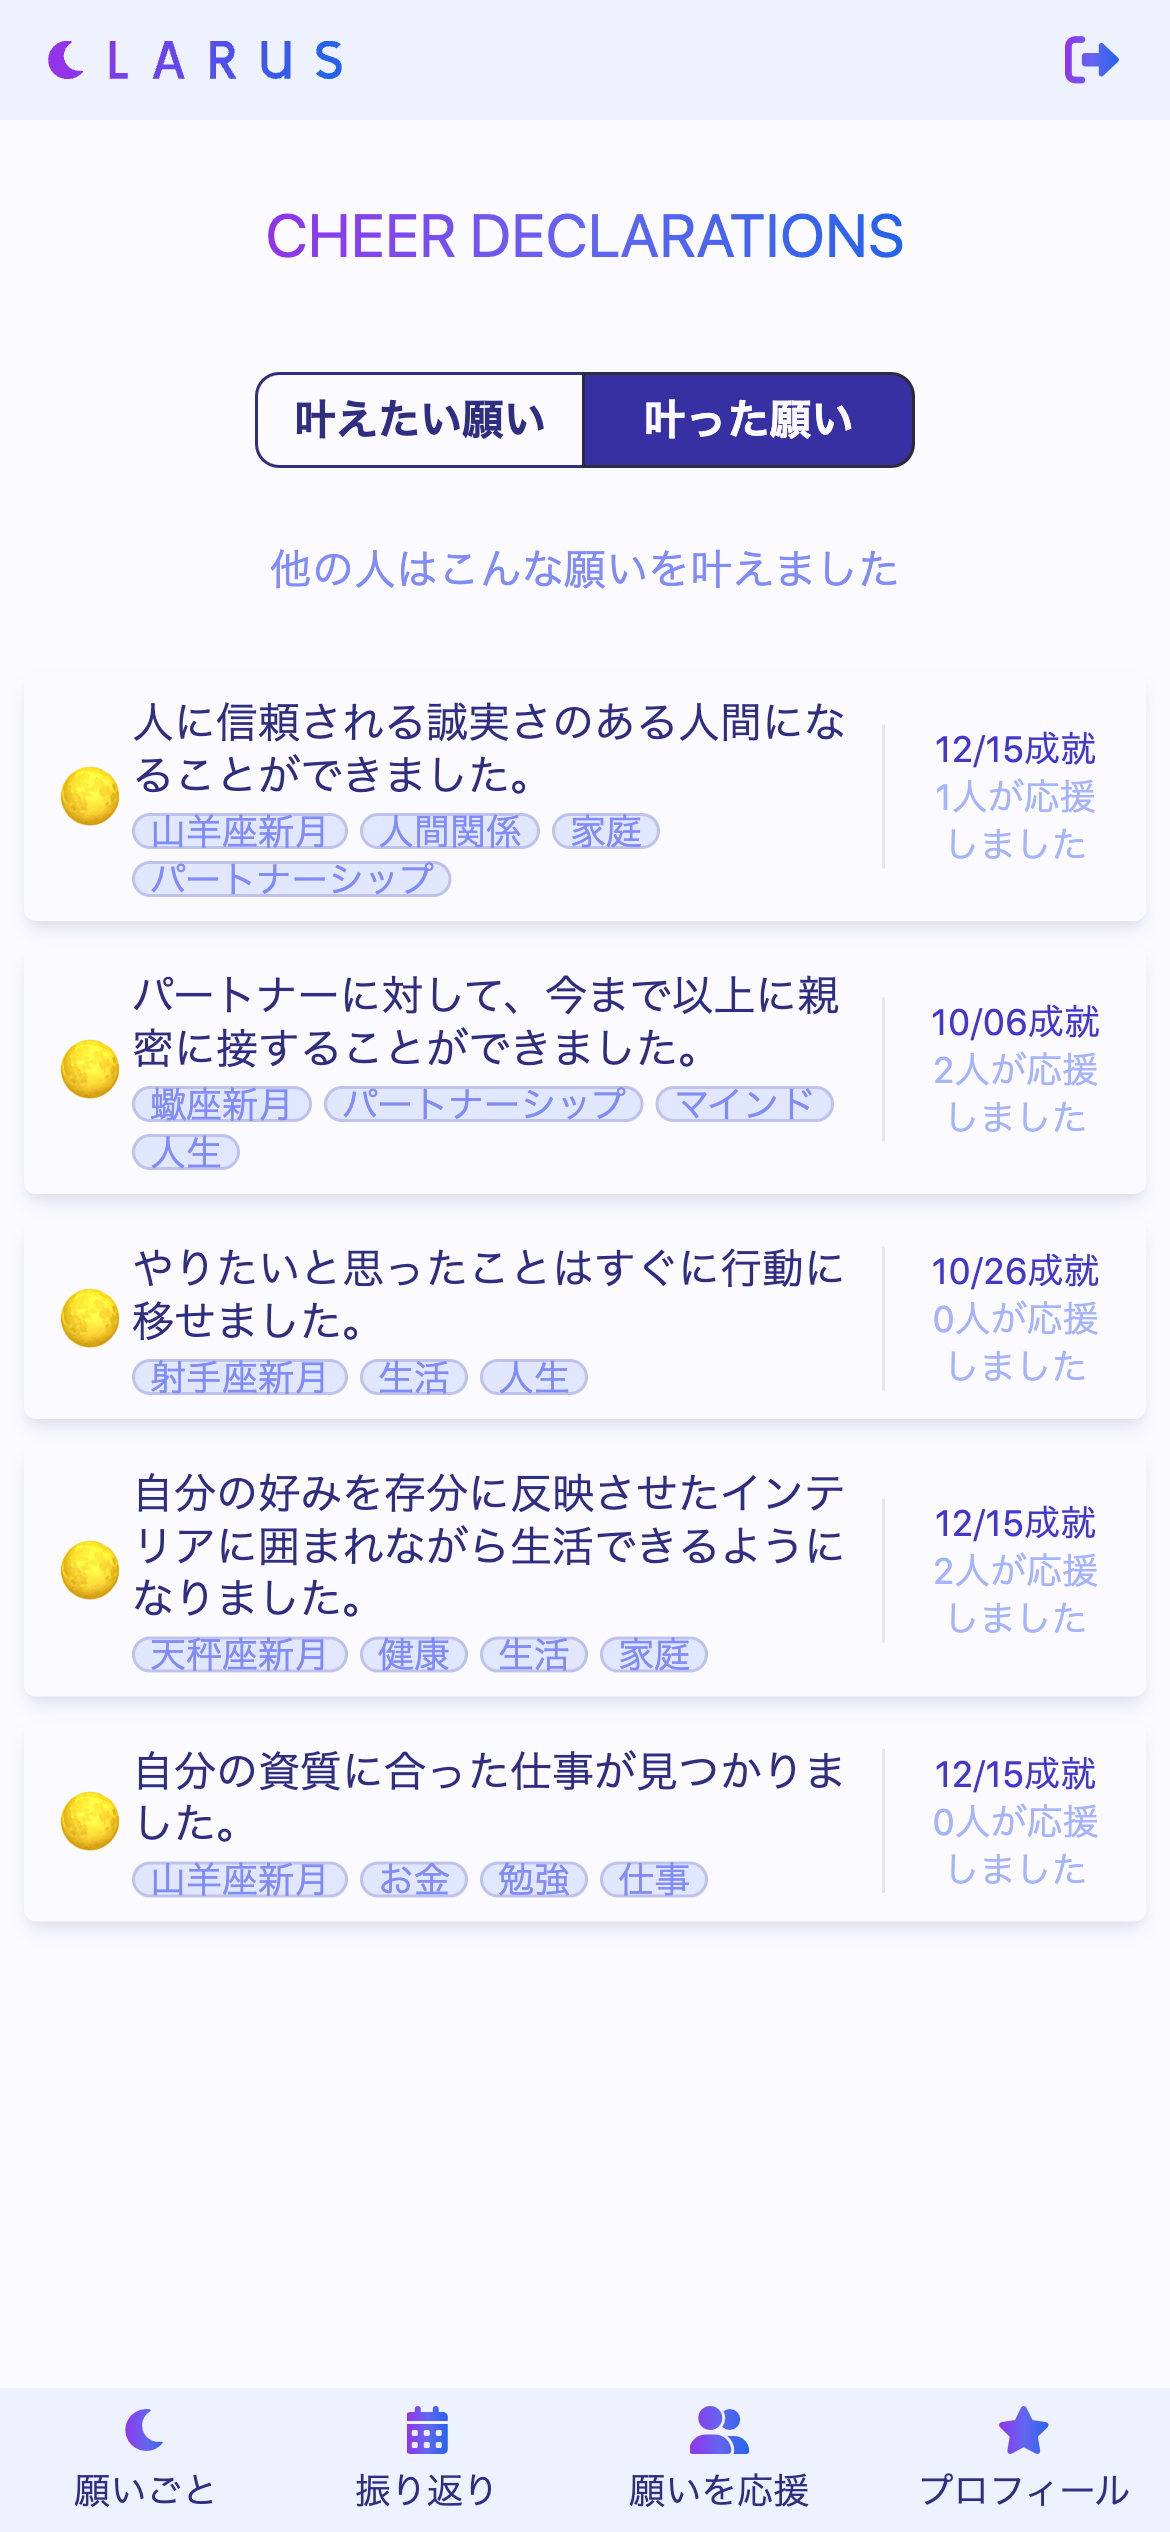 LARUS
CHEER DECLARATIONS
叶えたい願い
叶った願い
他の人はこんな願いを叶えました
人に信頼される誠実さのある人間にな
ることができました。
山羊座新月 人間関係 家庭
パートナーシップ
12/15成就
1人が応援
しました
パートナーに対して、今まで以上に親
密に接することができました。
蠍座新月 パートナーシップ マインド
人生
10/06成就
2人が応援
しました
やりたいと思ったことはすぐに行動に
移せました。
射手座新月 生活 人生
10/26成就
0人が応援
しました
自分の好みを存分に反映させたインテ
リアに囲まれながら生活できるように
なりました。
天秤座新月 健康 生活 家庭
12/15成就
2人が応援
しました
自分の資質に合った仕事が見つかりま
した。
山羊座新月 お金 勉強 仕事
12/15成就
0人が応援
しました
願いごと
振り返り
願いを応援
プロフィール